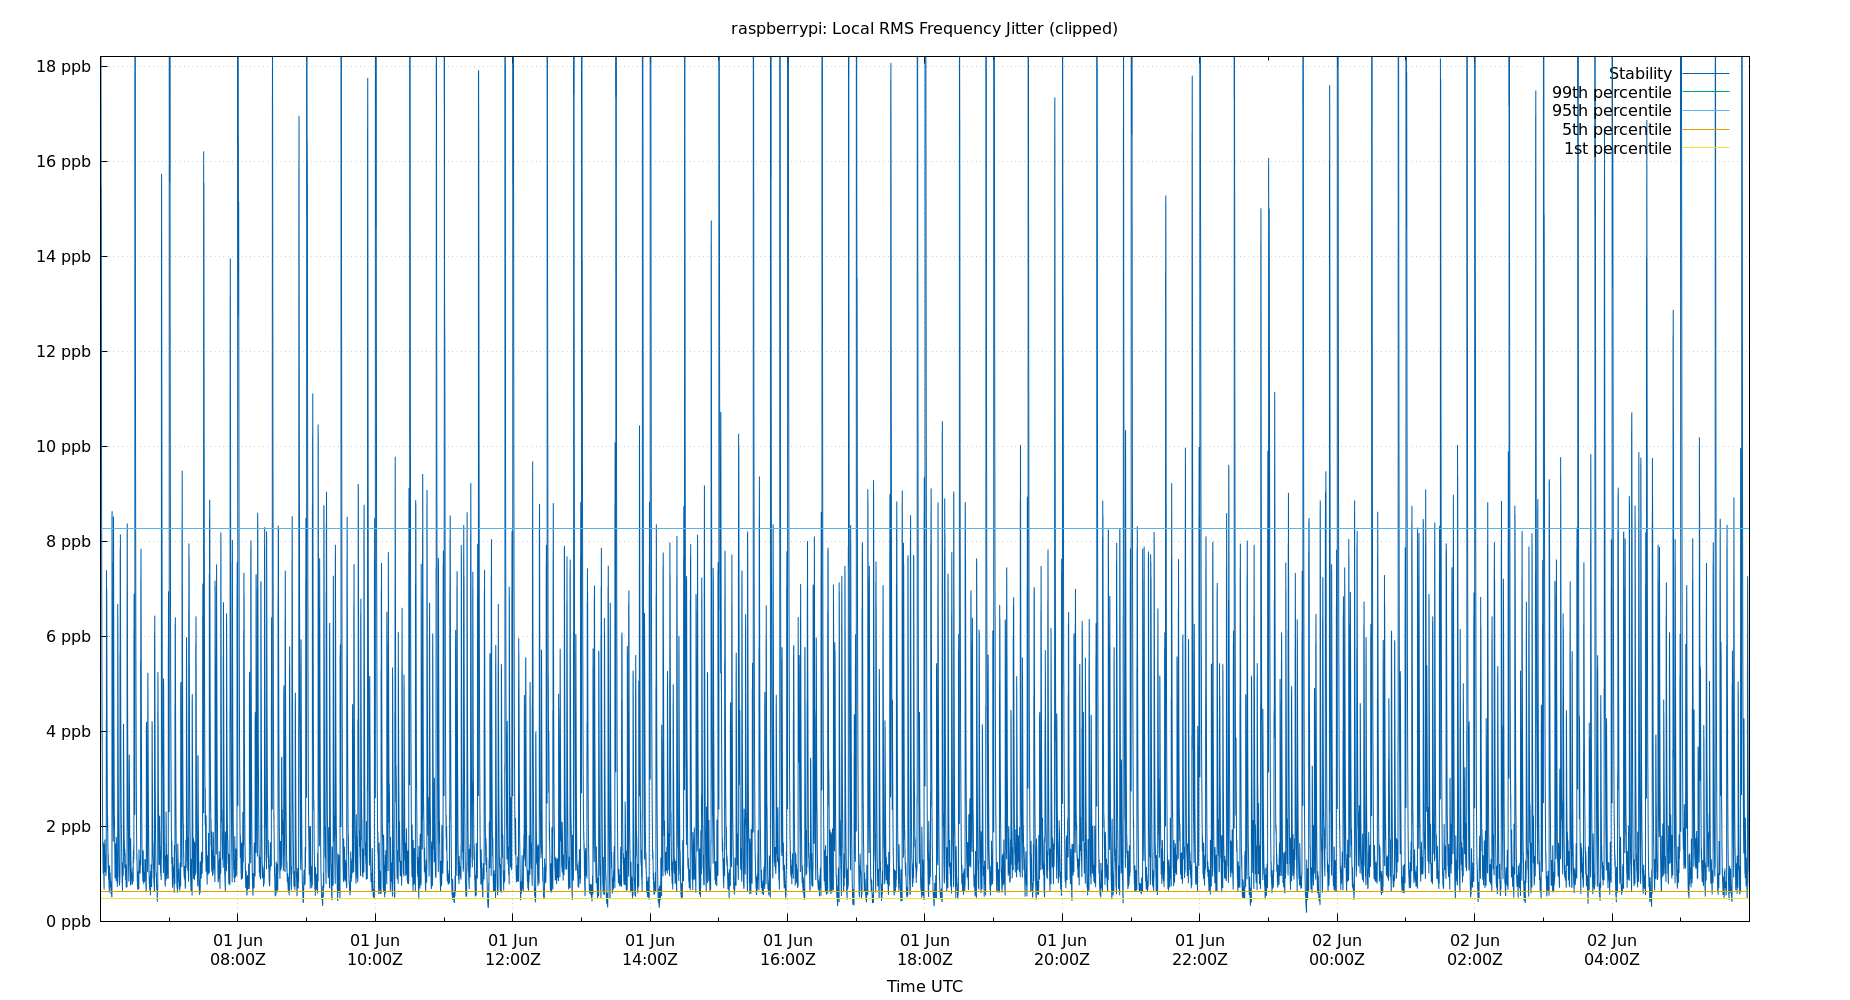 raspberrypi: Local RMS Frequency Jitter (clipped)
18 ppb
16 ppb
14 ppb
12 ppb
10 ppb
8 ppb
6 ppb
4 ppb
2 ppb
0 ppb
Stability
99th percentile
95th percentile
5th percentile
1st percentile
01 Jun
08:00Z
01 Jun
10:00Z
01 Jun
12:00Z
01 Jun
14:00Z
01 Jun
16:00Z
01 Jun
18:00Z
01 Jun
20:00Z
01 Jun
22:00Z
02 Jun
00:00Z
02 Jun
02:00Z
02 Jun
04:00Z
Time UTC